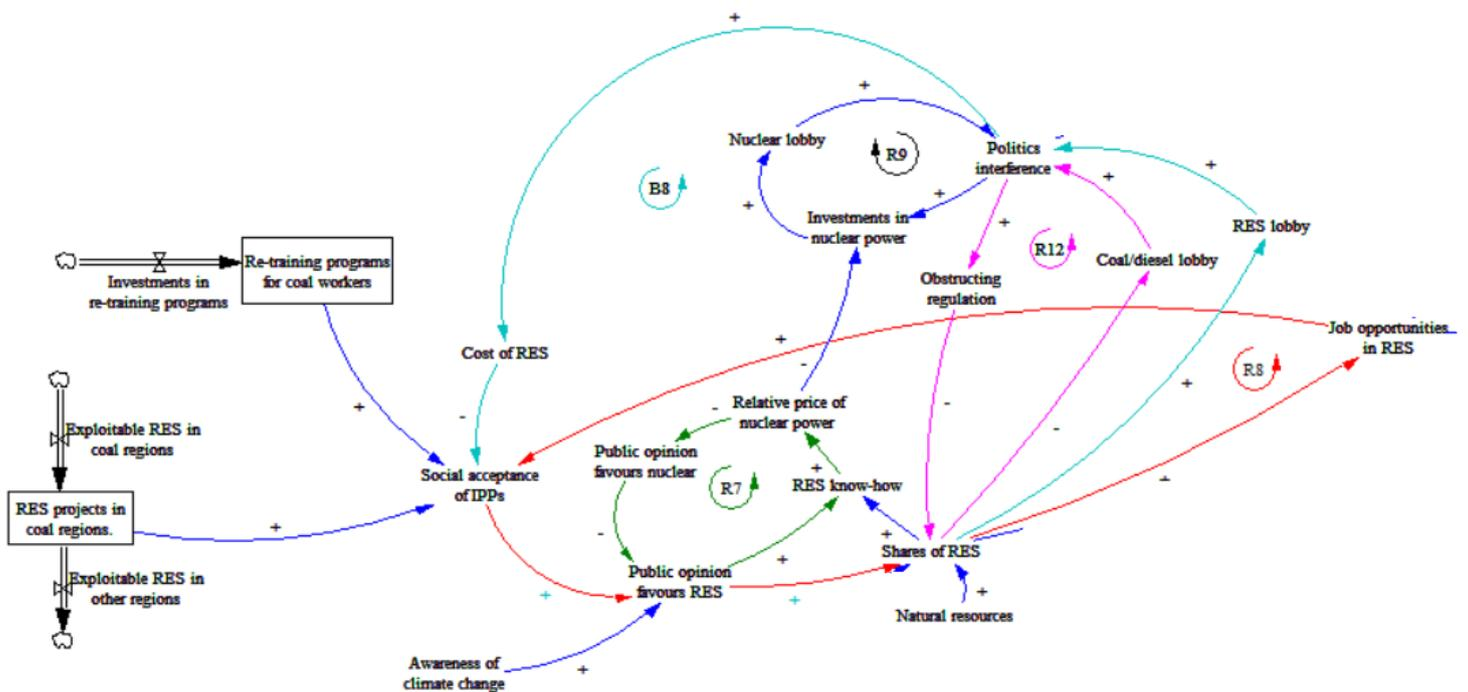 +
+
Nuclear lobby
R9
Politics
interference
+
B8
+
+
+
Investments in
nuclear power
+
R12
RES lobby
Re-training programs
for coal workers
Investments in
re-training programs
Coal/diesel lobby
Obstructing
regulation
Job opportunities
in RES
+
Cost of RES
-
R8
+
+
-
-
-
Relative price of
nuclear power
-
Exploitable RES in
coal regions
Public opinion
favours nuclear
Social acceptance
of IPPs
R7
+
RES know-how
+
RES projects in
coal regions.
+
-
+
Shares of RES
+
Public opinion
favours RES
Exploitable RES in
other regions
+
+
+
Natural resources
Awareness of
climate change
+